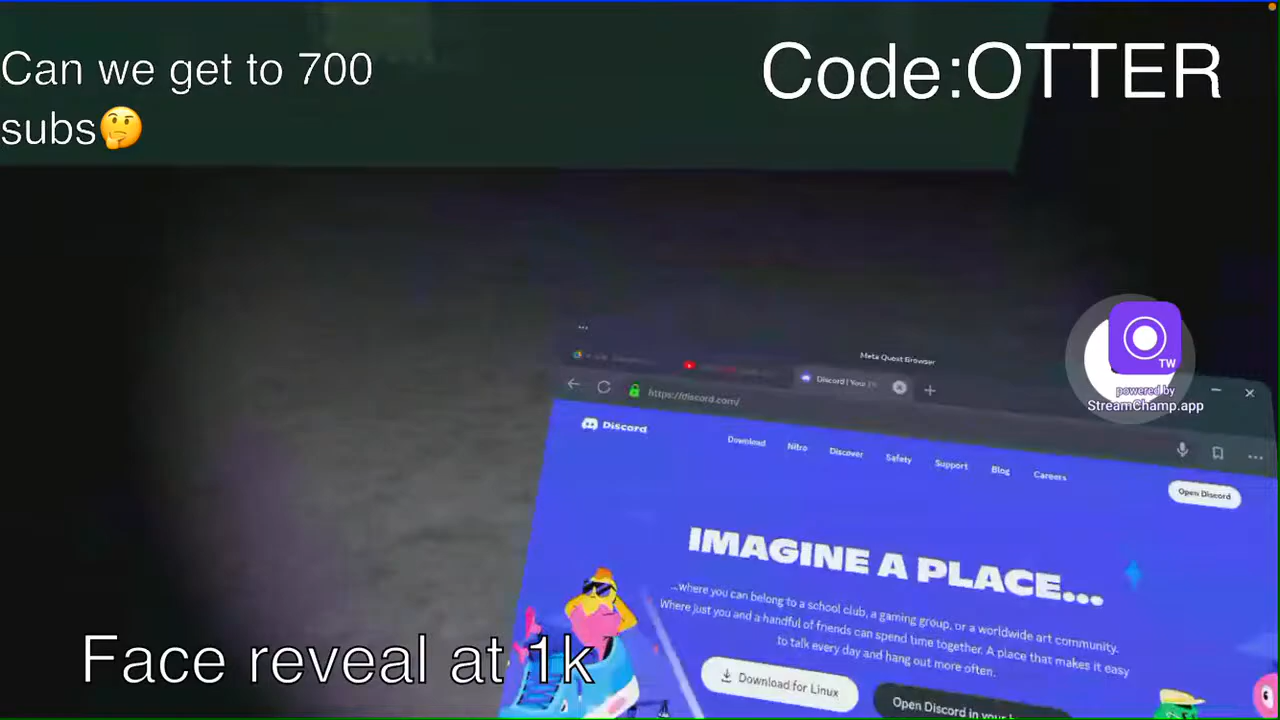 Can we get to 700
subs🤔
Code:OTTER
Meta Quest Browser
Discord | Your
https://discord.com/
TW
powered by
StreamChamp.app
Discord
Download Nitro Discover Safety Support Blog Careers
Open Discord
IMAGINE A PLACE...
...where you can belong to a school club, a gaming group, or a worldwide art community.
Where just you and a handful of friends can spend time together. A place that makes it easy
to talk every day and hang out more often.
Download for Linux
Open Discord in your
Face reveal at 1k